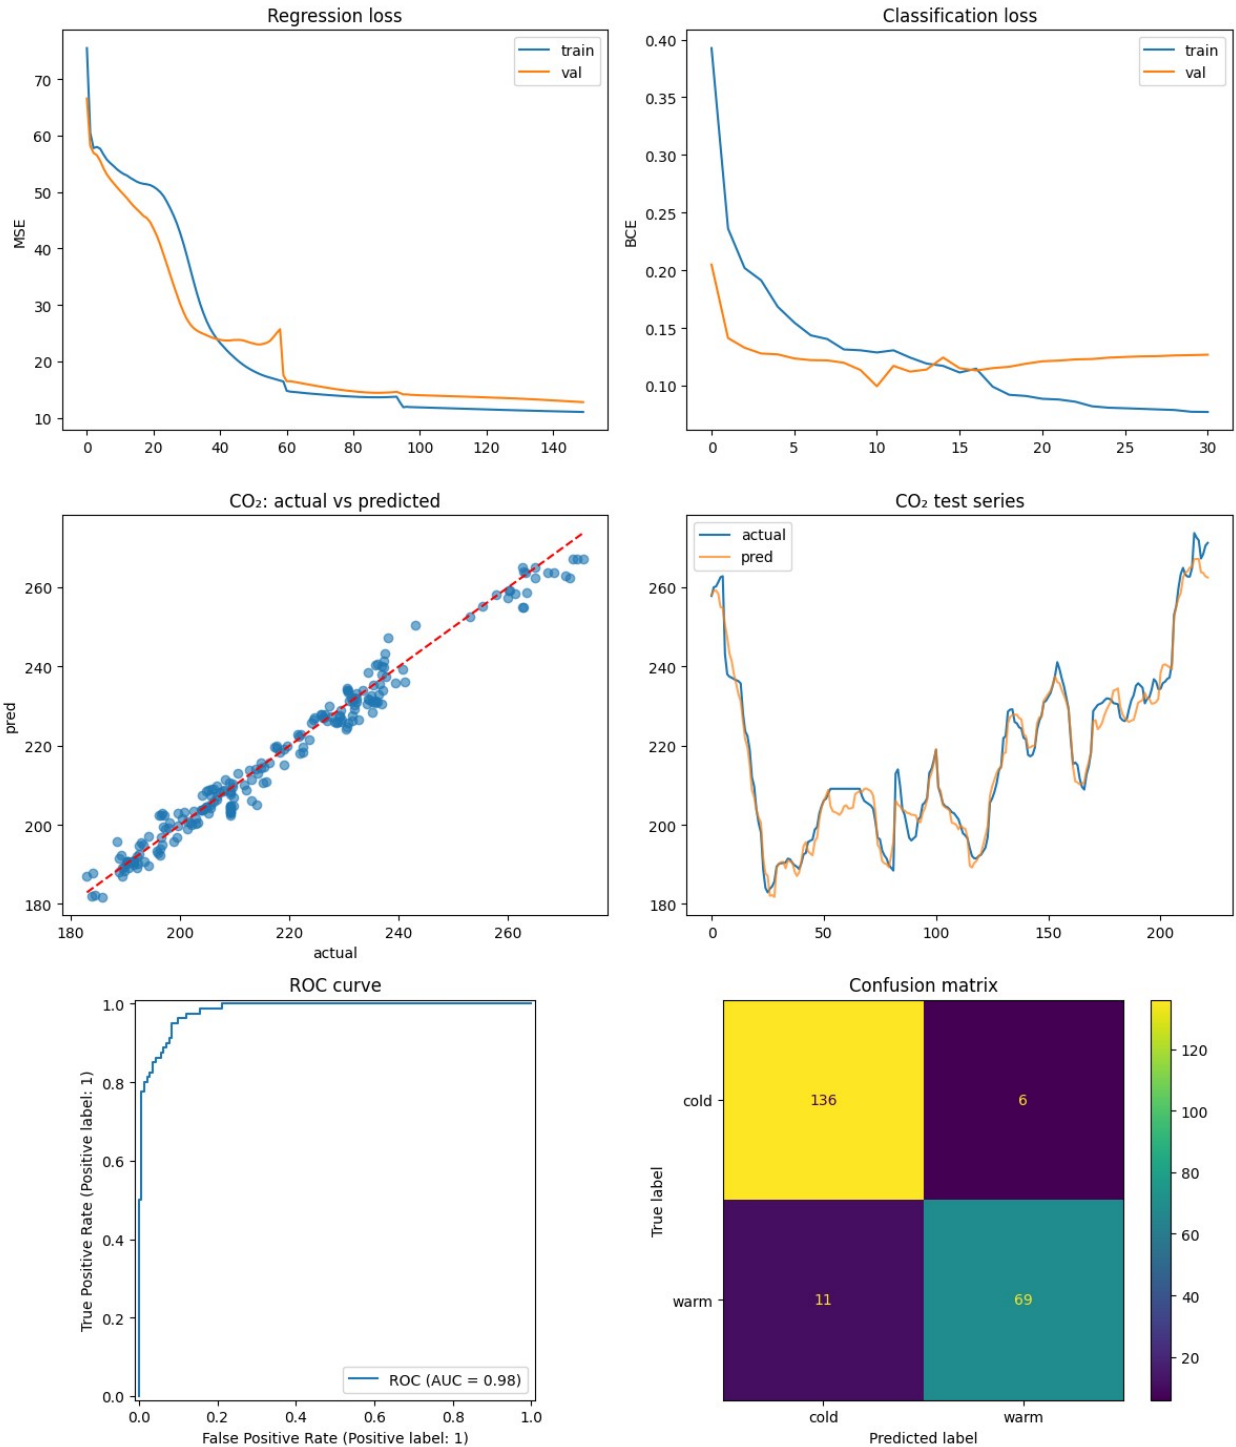 Regression loss
MSE
70
60
50
40
30
20
10
0 20 40 60 80 100 120 140
train
val
Classification loss
BCE
0.40
0.35
0.30
0.25
0.20
0.15
0.10
0 5 10 15 20 25 30
train
val
CO₂: actual vs predicted
pred
260
240
220
200
180
180 200 220 240 260
actual
CO₂ test series
actual
pred
260
240
220
200
180
0 50 100 150 200
ROC curve
True Positive Rate (Positive label: 1)
1.0
0.8
0.6
0.4
0.2
0.0
ROC (AUC = 0.98)
0.0 0.2 0.4 0.6 0.8 1.0
False Positive Rate (Positive label: 1)
Confusion matrix
True label
cold
136 6
warm
11 69
cold warm
Predicted label
120
100
80
60
40
20